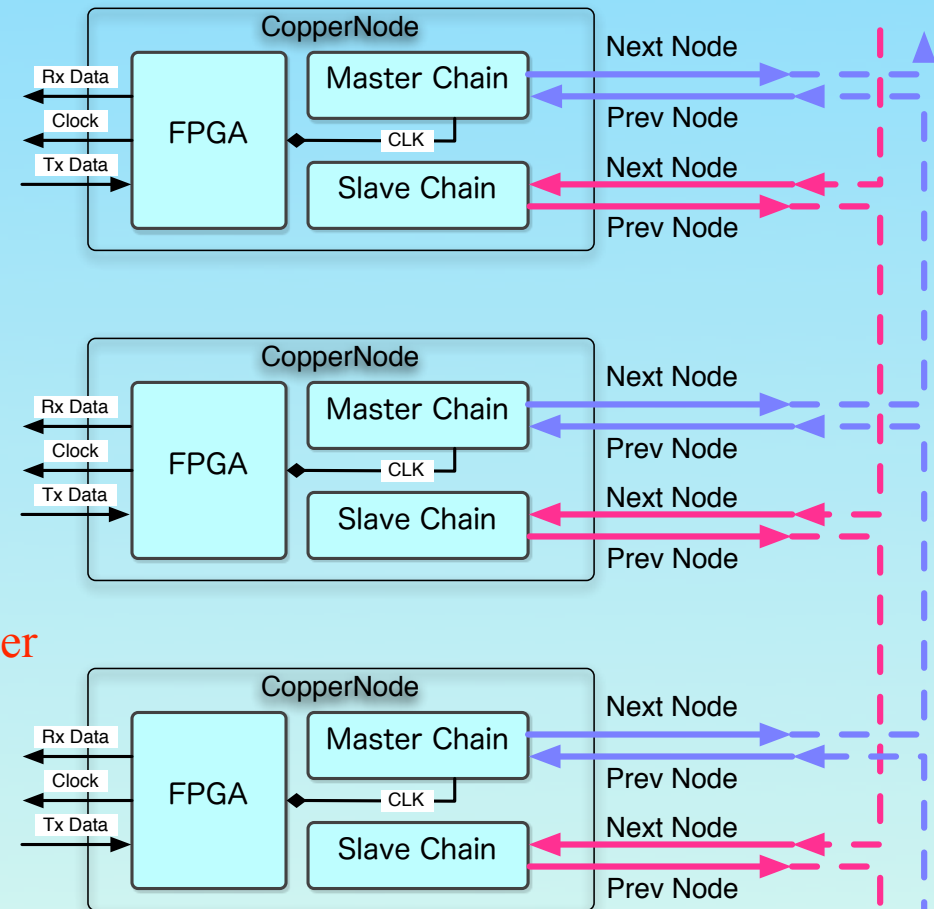 CopperNode
Rx Data
Clock
Tx Data
FPGA
Master Chain
CLK
Slave Chain
Next Node
Prev Node
Next Node
Prev Node
CopperNode
Rx Data
Clock
Tx Data
FPGA
Master Chain
CLK
Slave Chain
Next Node
Prev Node
Next Node
Prev Node
er
CopperNode
Rx Data
Clock
Tx Data
FPGA
Master Chain
CLK
Slave Chain
Next Node
Prev Node
Next Node
Prev Node